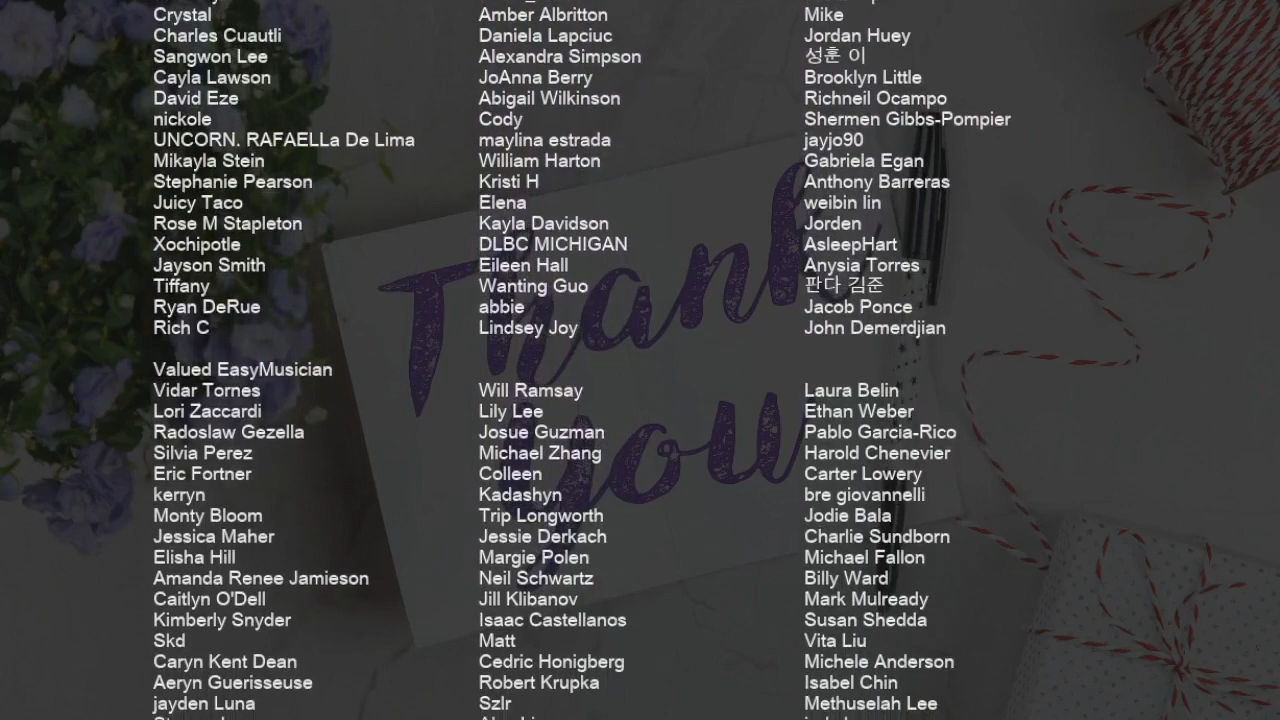 Crystal Amber Albritton Mike
Charles Cuautli Daniela Lapciuc Jordan Huey
Sangwon Lee Alexandra Simpson 성훈 이
Cayla Lawson JoAnna Berry Brooklyn Little
David Eze Abigail Wilkinson Richneil Ocampo
nickole Cody Shermen Gibbs-Pompier
UNCORN. RAFAELLa De Lima maylina estrada jayjo90
Mikayla Stein William Harton Gabriela Egan
Stephanie Pearson Kristi H Anthony Barreras
Juicy Taco Elena weibin lin
Rose M Stapleton Kayla Davidson Jorden
Xochipotle DLBC MICHIGAN AsleepHart
Jayson Smith Eileen Hall Anysia Torres
Tiffany Wanting Guo 판다 김준
Ryan DeRue abbie Jacob Ponce
Rich C Lindsey Joy John Demerdjian
Valued EasyMusician
Vidar Tornes Will Ramsay Laura Belin
Lori Zaccardi Lily Lee Ethan Weber
Radoslaw Gezella Josue Guzman Pablo Garcia-Rico
Silvia Perez Michael Zhang Harold Chenevier
Eric Fortner Colleen Carter Lowery
kerryn Kadashyn bre giovannelli
Monty Bloom Trip Longworth Jodie Bala
Jessica Maher Jessie Derkach Charlie Sundborn
Elisha Hill Margie Polen Michael Fallon
Amanda Renee Jamieson Neil Schwartz Billy Ward
Caitlyn O'Dell Jill Klibanov Mark Mulready
Kimberly Snyder Isaac Castellanos Susan Shedda
Skd Matt Vita Liu
Caryn Kent Dean Cedric Honigberg Michele Anderson
Aeryn Guerisseuse Robert Krupka Isabel Chin
jayden Luna Szlr Methuselah Lee
Thank
you